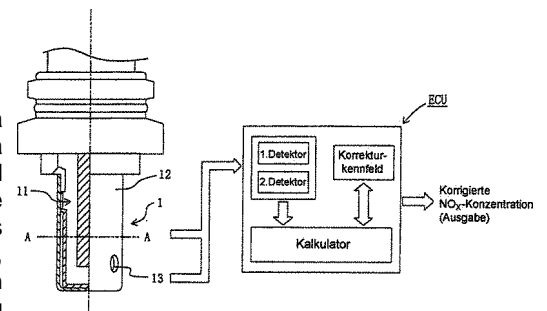 ECU
1.Detektor
2.Detektor
Korrektur-
kennfeld
Kalkulator
Korrigierte
NOX-Konzentration
(Ausgabe)
11
12
1
A
A
13